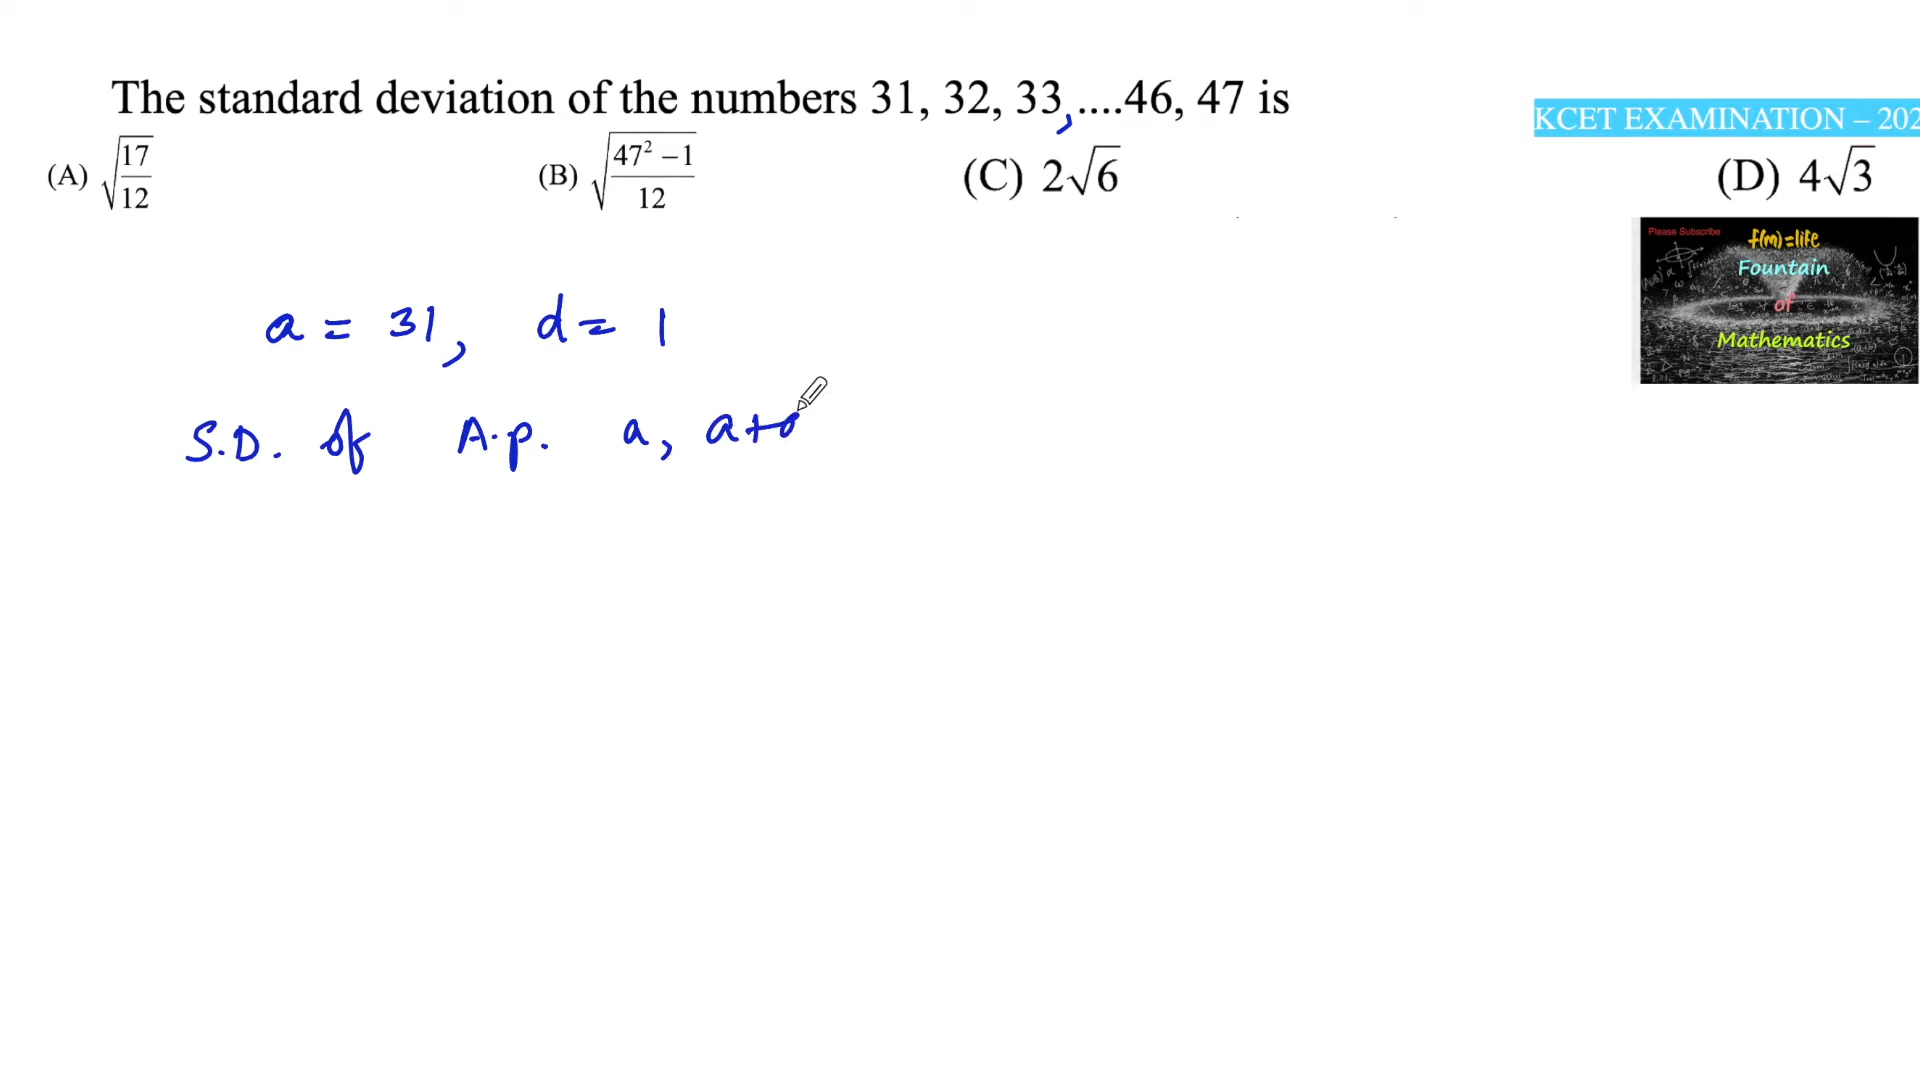 The standard deviation of the numbers 31, 32, 33,....46, 47 is
KCET EXAMINATION – 202
(A) √(17/12) (B) √((47² – 1)/12) (C) 2√6 (D) 4√3
Please Subscribe
f(m)=life
Fountain
of
Mathematics
a = 31, d = 1
S.D. of A.p. a, a+